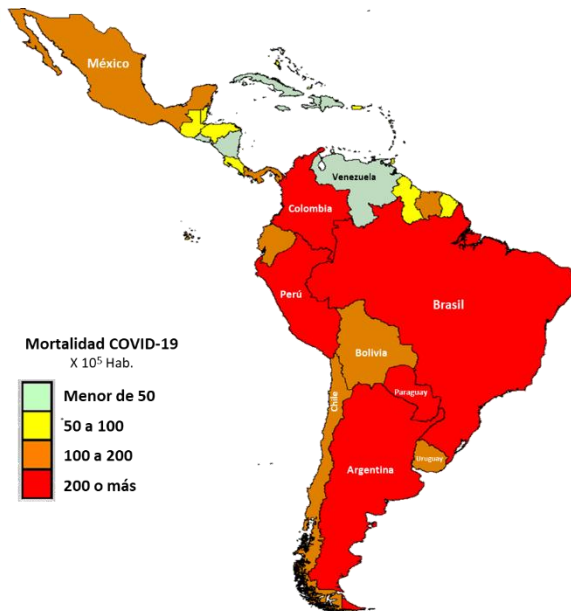 México
Venezuela
Colombia
Perú
Brasil
Bolivia
Paraguay
Chile
Uruguay
Argentina
Mortalidad COVID-19
X 10⁵ Hab.
Menor de 50
50 a 100
100 a 200
200 o más